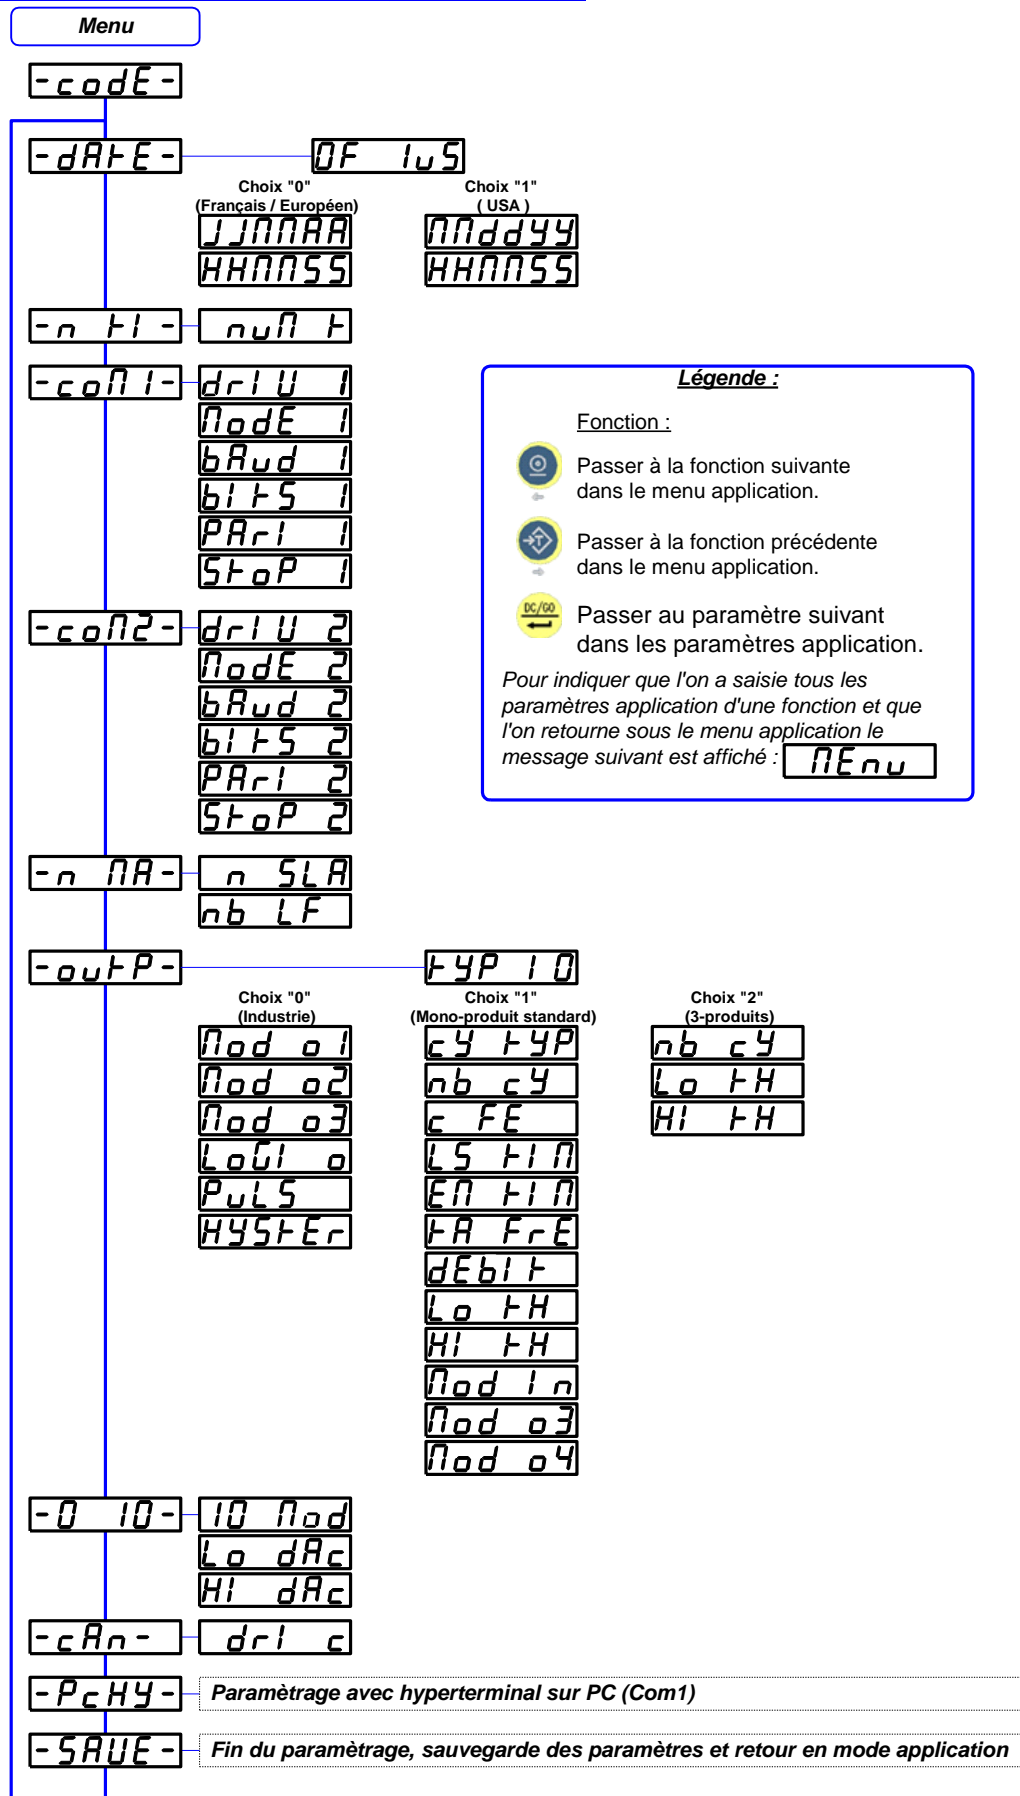 Menu
-codE-
-dAtE-
0F 1uS
Choix "0"
(Français / Européen)
JJMMAA
HHMMSS
Choix "1"
( USA )
MMddYY
HHMMSS
-n tI-
nuM t
-coM1-
drIU 1
ModE 1
bAud 1
bItS 1
PArI 1
StoP 1
-coM2-
drIU 2
ModE 2
bAud 2
bItS 2
PArI 2
StoP 2
Légende :
Fonction :
Passer à la fonction suivante
dans le menu application.
Passer à la fonction précédente
dans le menu application.
DC/GO
Passer au paramètre suivant
dans les paramètres application.
Pour indiquer que l'on a saisie tous les
paramètres application d'une fonction et que
l'on retourne sous le menu application le
message suivant est affiché : MEnu
-n MA-
n SLA
nb LF
-outP-
tYP 10
Choix "0"
(Industrie)
Mod o1
Mod o2
Mod o3
LoGI o
PuLS
HYStEr
Choix "1"
(Mono-produit standard)
cY tYP
nb cY
c FE
LS tIM
EM tIM
tA FrE
dEbIt
Lo tH
HI tH
Mod In
Mod o3
Mod o4
Choix "2"
(3-produits)
nb cY
Lo tH
HI tH
-0 10-
10 Mod
Lo dAc
HI dAc
-cAn-
drI c
-PcHY-
Paramètrage avec hyperterminal sur PC (Com1)
-SAUE-
Fin du paramètrage, sauvegarde des paramètres et retour en mode application